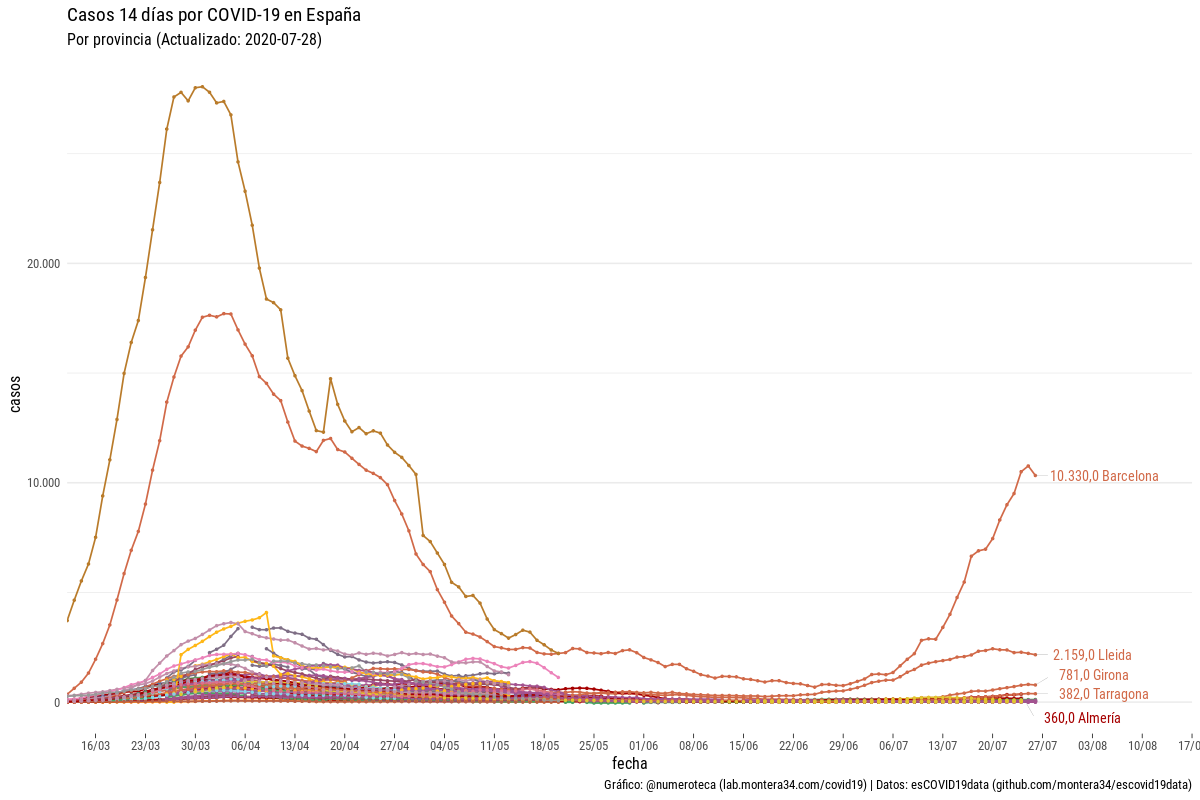 Casos 14 días por COVID-19 en España
Por provincia (Actualizado: 2020-07-28)
casos
20.000
10.000
0
10.330,0 Barcelona
2.159,0 Lleida
781,0 Girona
382,0 Tarragona
360,0 Almería
16/03 23/03 30/03 06/04 13/04 20/04 27/04 04/05 11/05 18/05 25/05 01/06 08/06 15/06 22/06 29/06 06/07 13/07 20/07 27/07 03/08 10/08 17/0
fecha
Gráfico: @numeroteca (lab.montera34.com/covid19) | Datos: esCOVID19data (github.com/montera34/escovid19data)